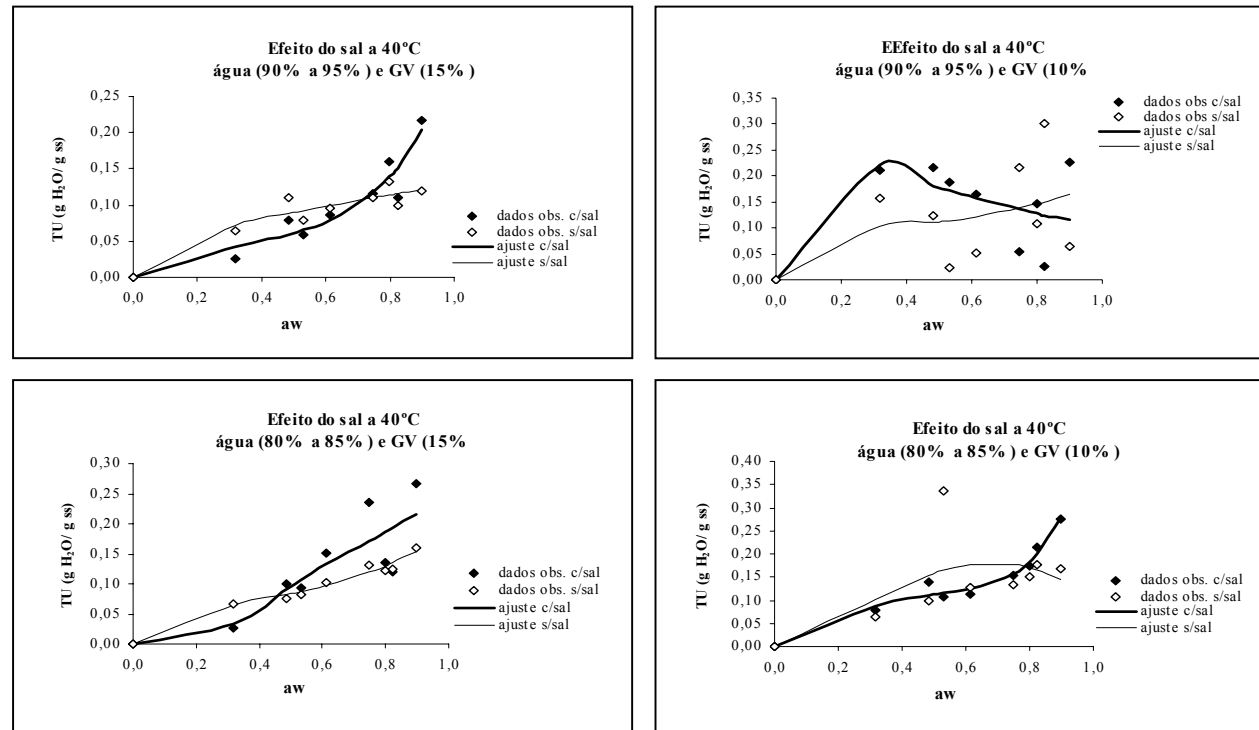 Efeito do sal a 40ºC
água (90% a 95% ) e GV (15% )
TU (g H₂O/ g ss)
0,25
0,20
0,15
0,10
0,05
0,00
0,0 0,2 0,4 0,6 0,8 1,0
aw
dados obs. c/sal
dados obs. s/sal
ajuste c/sal
ajuste s/sal
EEfeito do sal a 40ºC
água (90% a 95% ) e GV (10%
TU (g H₂O/ g ss)
0,35
0,30
0,25
0,20
0,15
0,10
0,05
0,00
0,0 0,2 0,4 0,6 0,8 1,0
aw
dados obs c/sal
dados obs s/sal
ajuste c/sal
ajuste s/sal
Efeito do sal a 40ºC
água (80% a 85% ) e GV (15%
TU (g H₂O/ g ss)
0,30
0,25
0,20
0,15
0,10
0,05
0,00
0,0 0,2 0,4 0,6 0,8 1,0
aw
dados obs. c/sal
dados obs. s/sal
ajuste c/sal
ajuste s/sal
Efeito do sal a 40ºC
água (80% a 85% ) e GV (10% )
TU (g H₂O/ g ss)
0,40
0,35
0,30
0,25
0,20
0,15
0,10
0,05
0,00
0,0 0,2 0,4 0,6 0,8 1,0
aw
dados obs. c/sal
dados obs. s/sal
ajuste c/sal
ajuste s/sal